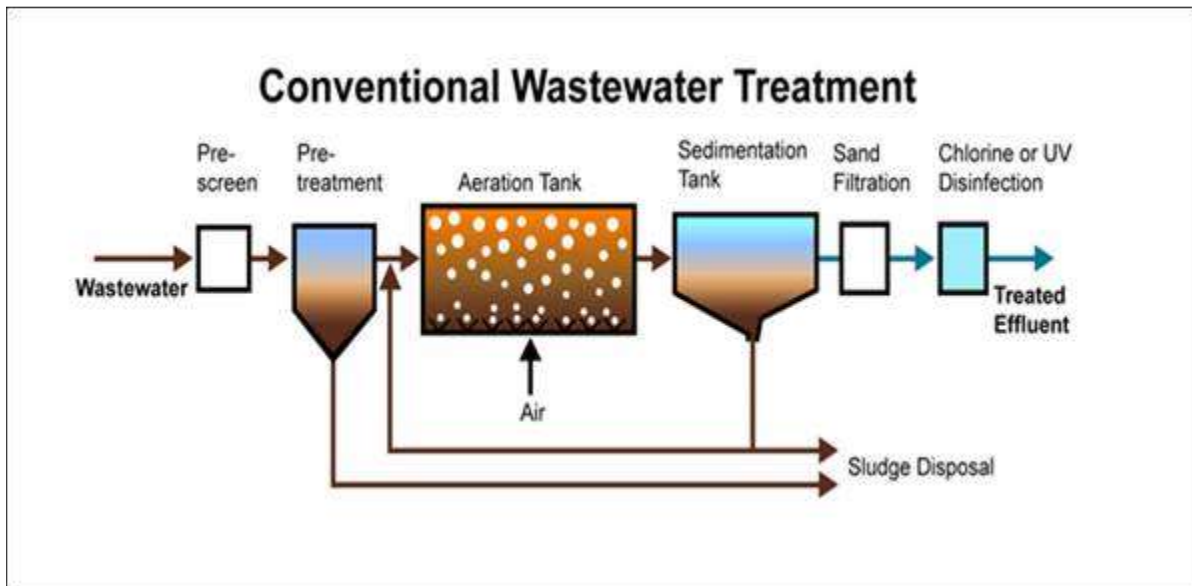 Conventional Wastewater Treatment
Pre-
screen
Pre-
treatment
Aeration Tank
Sedimentation
Tank
Sand
Filtration
Chlorine or UV
Disinfection
Wastewater
Treated
Effluent
Air
Sludge Disposal